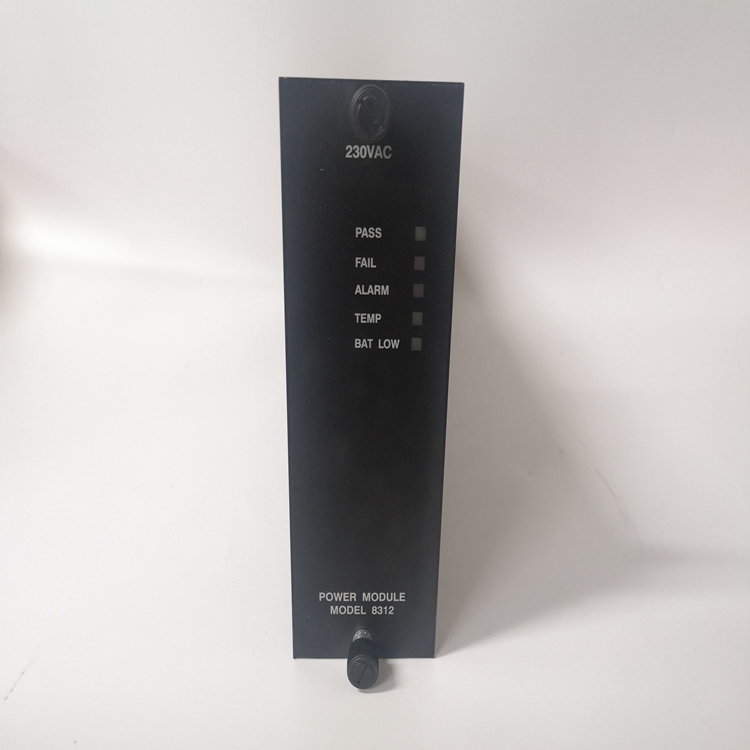 230VAC
PASS
FAIL
ALARM
TEMP
BAT LOW
POWER MODULE
MODEL 8312